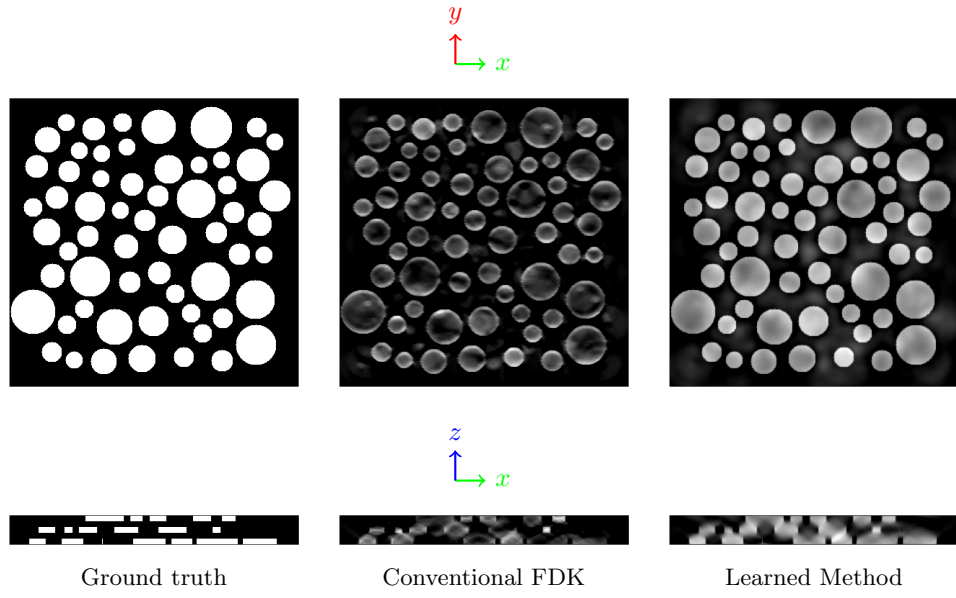 y
x
z
x
Ground truth
Conventional FDK
Learned Method